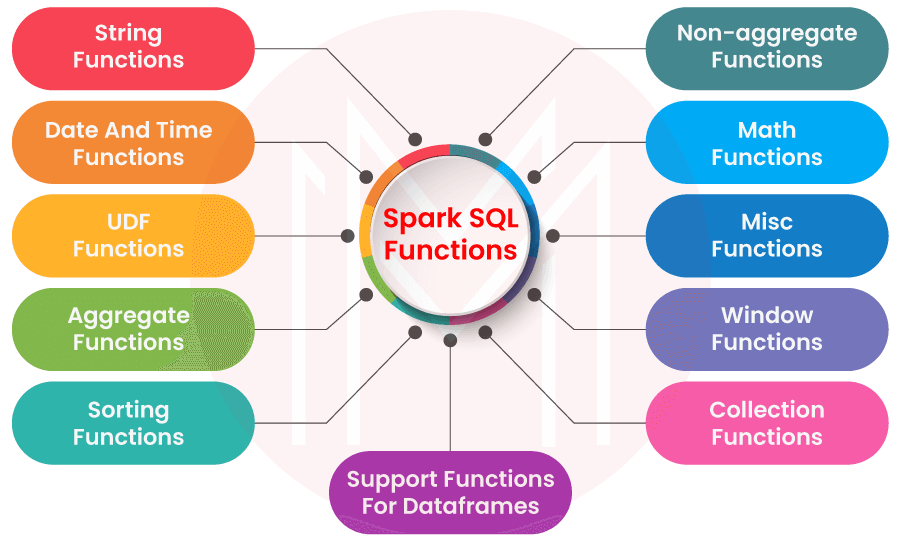 String
Functions
Date And Time
Functions
UDF
Functions
Aggregate
Functions
Sorting
Functions
Spark SQL
Functions
Non-aggregate
Functions
Math
Functions
Misc
Functions
Window
Functions
Collection
Functions
Support Functions
For Dataframes